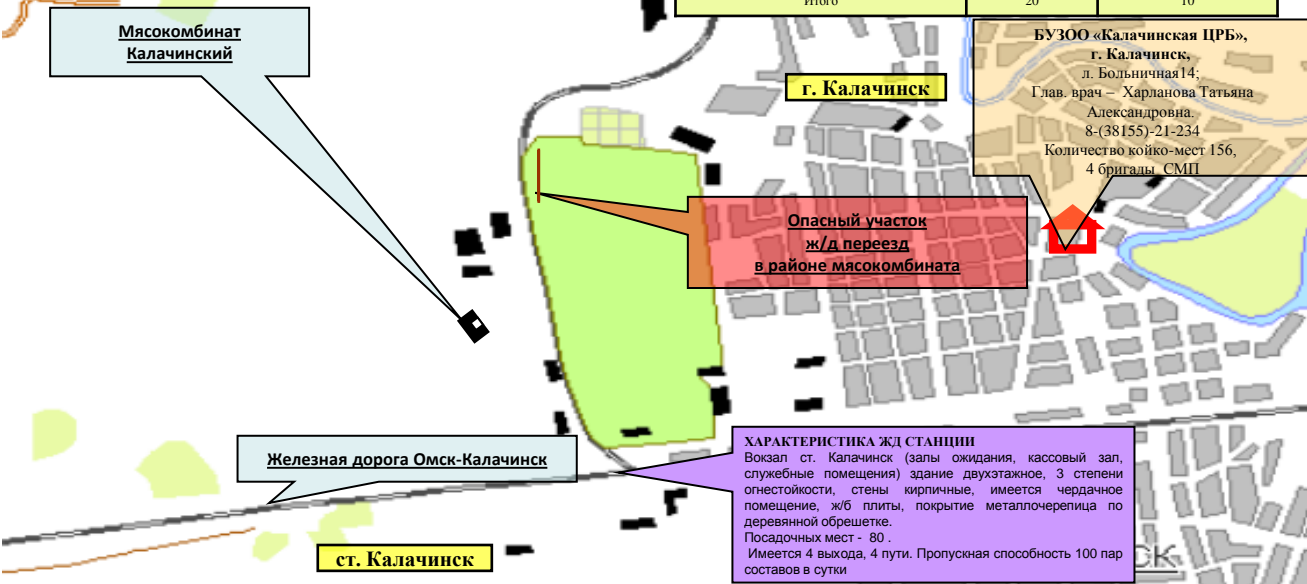 Итого 20 10
Мясокомбинат
Калачинский
г. Калачинск
БУЗОО «Калачинская ЦРБ»,
г. Калачинск,
л. Больничная14;
Глав. врач – Харланова Татьяна
Александровна.
8-(38155)-21-234
Количество койко-мест 156,
4 бригады СМП
Опасный участок
ж/д переезд
в районе мясокомбината
Железная дорога Омск-Калачинск
ХАРАКТЕРИСТИКА ЖД СТАНЦИИ
Вокзал ст. Калачинск (залы ожидания, кассовый зал,
служебные помещения) здание двухэтажное, 3 степени
огнестойкости, стены кирпичные, имеется чердачное
помещение, ж/б плиты, покрытие металлочерепица по
деревянной обрешетке.
Посадочных мест - 80 .
Имеется 4 выхода, 4 пути. Пропускная способность 100 пар
составов в сутки
ст. Калачинск